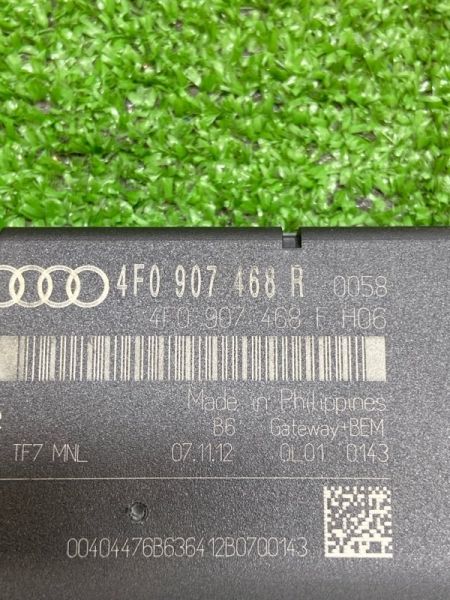 4F0 907 468 R 0058
4F0 907 468 F H06
Made in Philippines
B6 Gateway+BEM
TF7 MNL 07.11.12 0L01 0143
00404476B636412B0700143